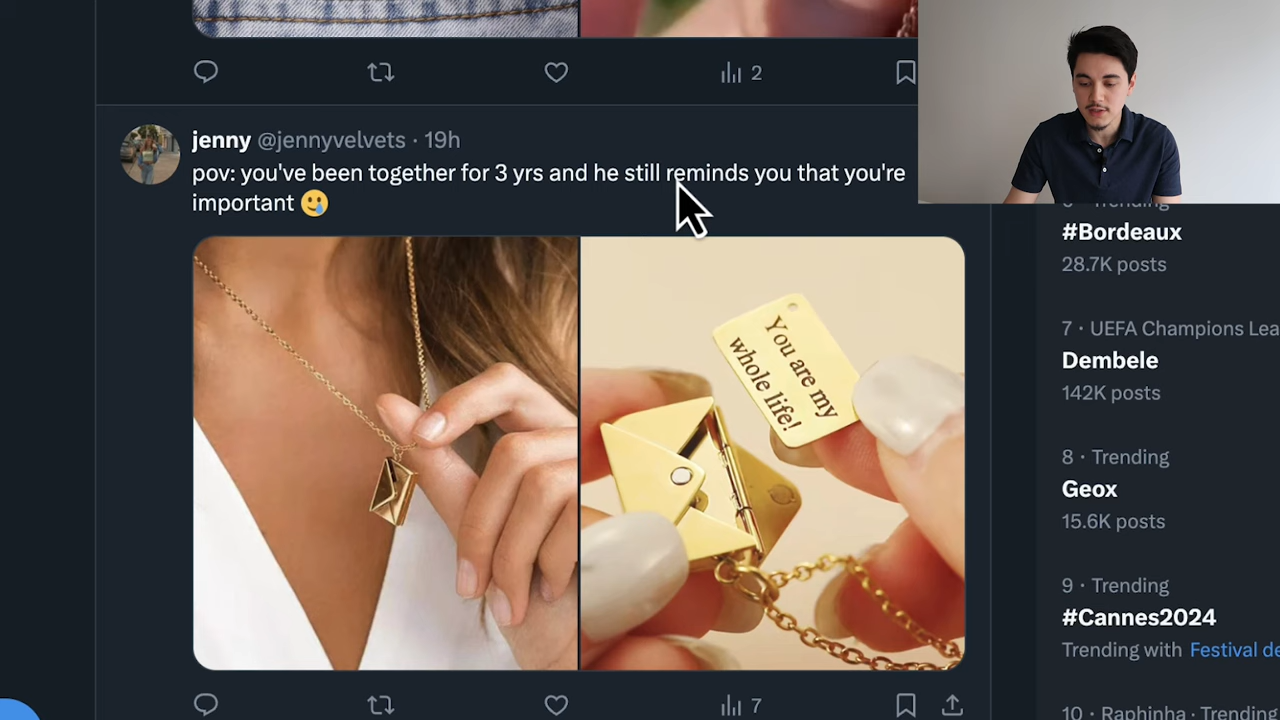 2
jenny @jennyvelvets · 19h
pov: you've been together for 3 yrs and he still reminds you that you're
important 🥲
You are my
whole life!
7
Trending
#Bordeaux
28.7K posts
7 · UEFA Champions Lea
Dembele
142K posts
8 · Trending
Geox
15.6K posts
9 · Trending
#Cannes2024
Trending with Festival de
10 · Raphinha · Trending